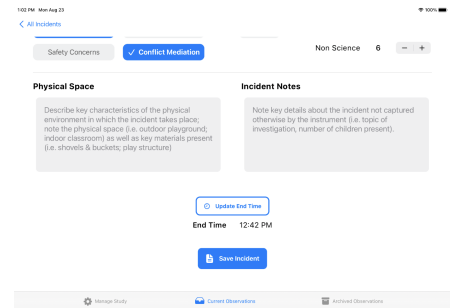 1:02 PM Mon Aug 23
100%
All Incidents
Safety Concerns
Conflict Mediation
Non Science 6 - +
Physical Space
Incident Notes
Describe key characteristics of the physical
environment in which the incident takes place;
note the physical space (i.e. outdoor playground;
indoor classroom) as well as key materials present
(i.e. shovels & buckets; play structure)
Note key details about the incident not captured
otherwise by the instrument (i.e. topic of
investigation, number of children present).
Update End Time
End Time 12:42 PM
Save Incident
Manage Study
Current Observations
Archived Observations